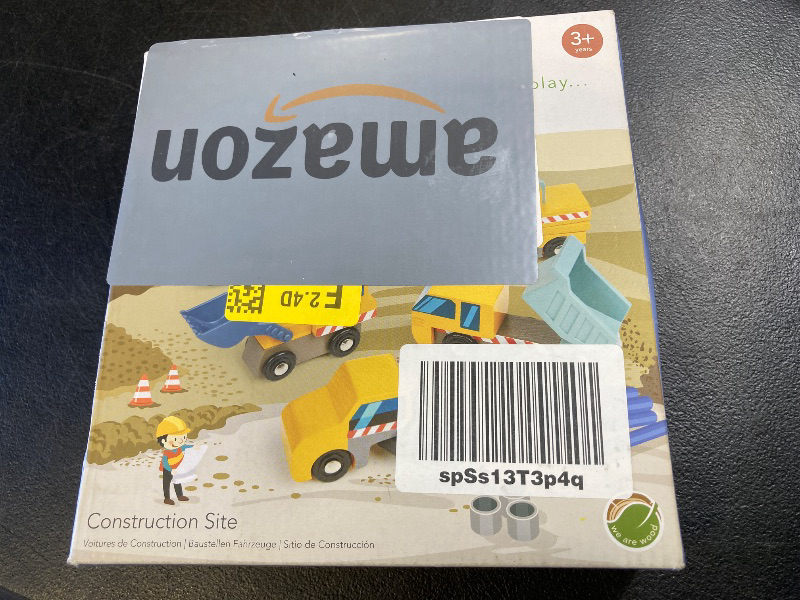 3+
years
play...
amazon
E2.4D
spSs13T3p4q
Construction Site
Voitures de Construction | Baustellen Fahrzeuge | Sitio de Construcción
we are wood